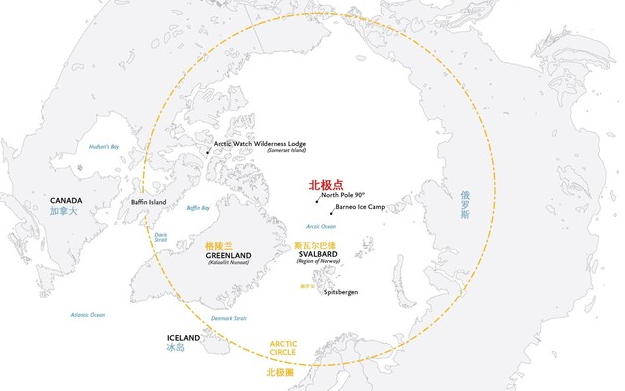 Hudson's Bay
Arctic Watch Wilderness Lodge
(Somerset Island)
北极点
North Pole 90°
Barneo Ice Camp
CANADA
加拿大
Baffin Island
Baffin Bay
俄罗斯
Arctic Ocean
Davis
Strait
格陵兰
GREENLAND
(Kalaallit Nunaat)
斯瓦尔巴德
SVALBARD
(Region of Norway)
Spitsbergen
Atlantic Ocean
Denmark Strait
ICELAND
冰岛
ARCTIC
CIRCLE
北极圈